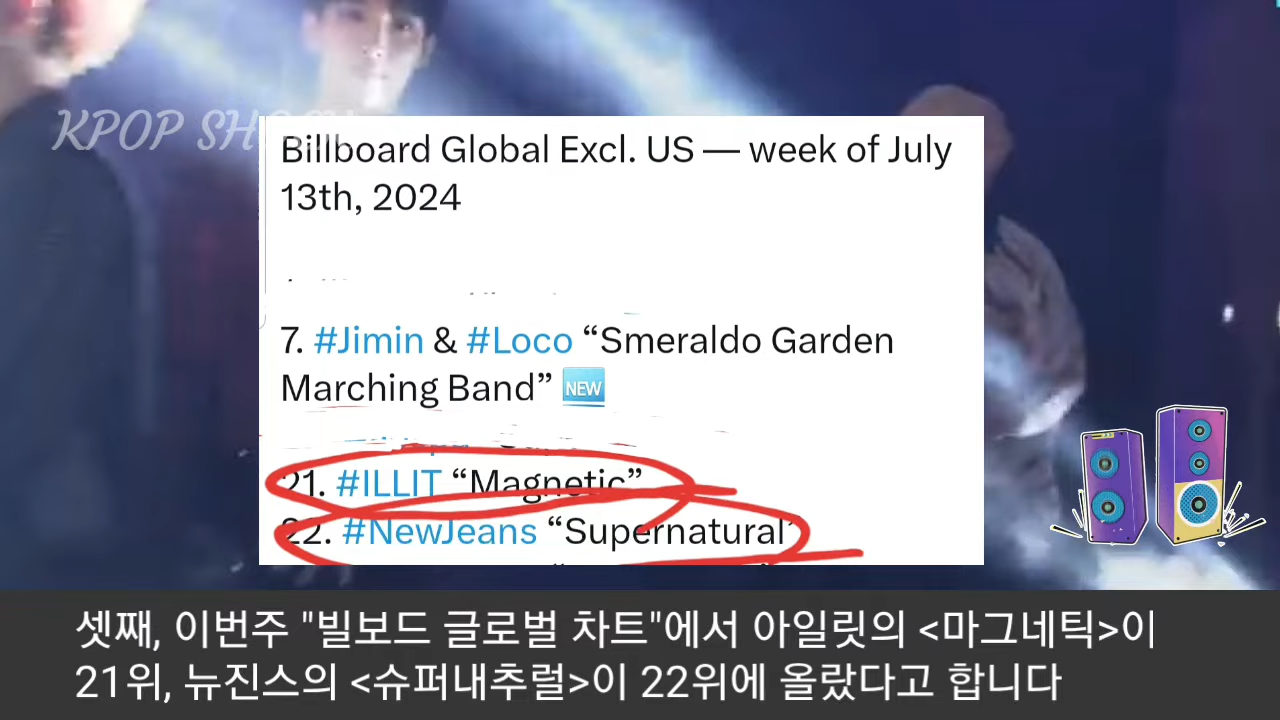 KPOP SH
Billboard Global Excl. US — week of July
13th, 2024
7. #Jimin & #Loco “Smeraldo Garden
Marching Band” 🆕
21. #ILLIT “Magnetic”
22. #NewJeans “Supernatural”
셋째, 이번주 "빌보드 글로벌 차트"에서 아일릿의 <마그네틱>이
21위, 뉴진스의 <슈퍼내추럴>이 22위에 올랐다고 합니다